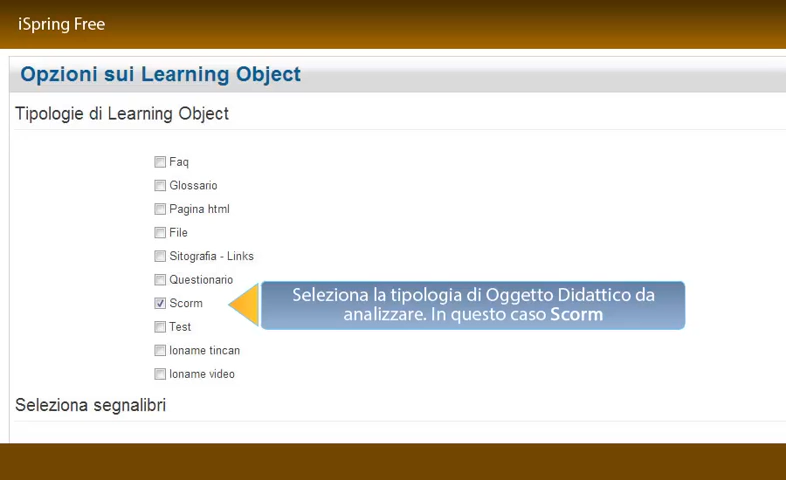 iSpring Free
Opzioni sui Learning Object
Tipologie di Learning Object
Faq
Glossario
Pagina html
File
Sitografia - Links
Questionario
Scorm
Seleziona la tipologia di Oggetto Didattico da
analizzare. In questo caso Scorm
Test
Ioname tincan
Ioname video
Seleziona segnalibri